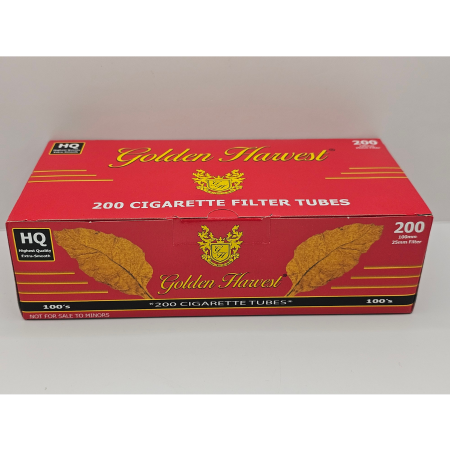 HQ
200
Golden Harvest
200 CIGARETTE FILTER TUBES
HQ
Highest Quality
Extra-Smooth
200
100mm
25mm Filter
Golden Harvest
100's
"200 CIGARETTE TUBES"
100's
NOT FOR SALE TO MINORS